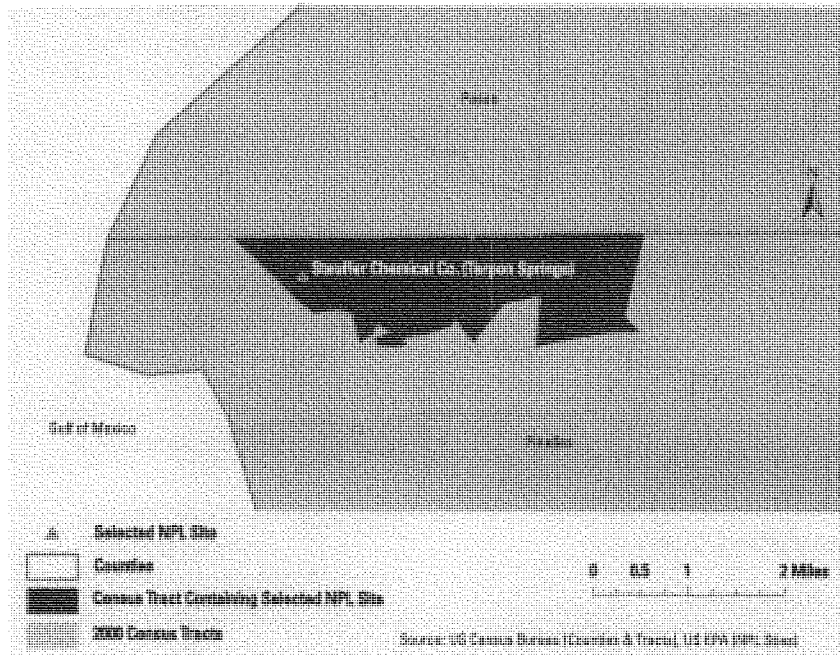 Pasco
N
Stauffer Chemical Co. (Tarpon Springs)
Gulf of Mexico
Pinellas
Selected NPL Site
Counties
Census Tract Containing Selected NPL Site
2000 Census Tracts
0 0.5 1 2 Miles
Source: US Census Bureau (Counties & Tracts), US EPA (NPL Sites)